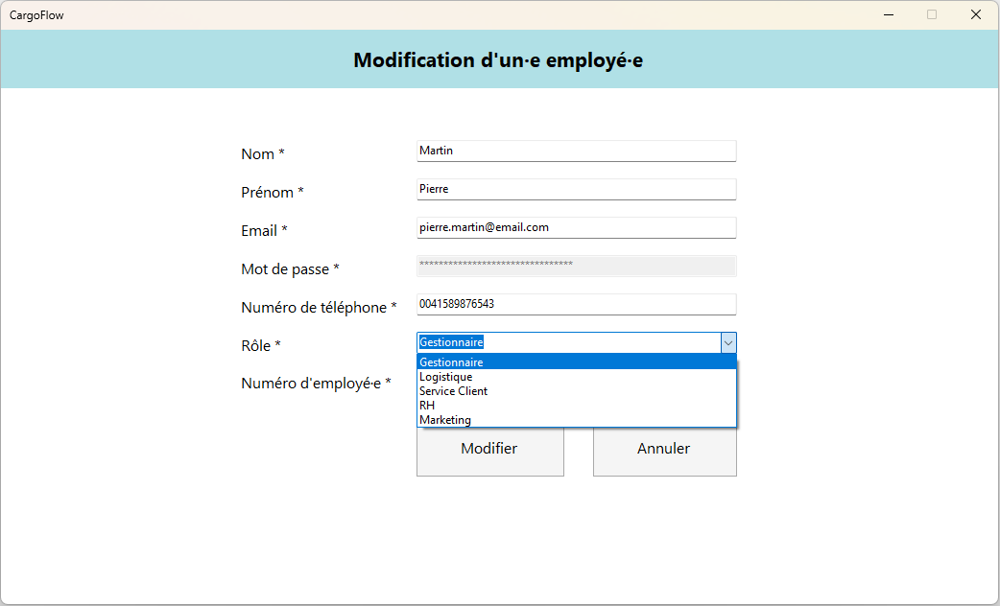 CargoFlow
Modification d'un·e employé·e
Nom * Martin
Prénom * Pierre
Email * pierre.martin@email.com
Mot de passe * ********************************
Numéro de téléphone * 0041589876543
Rôle * Gestionnaire
Gestionnaire
Logistique
Service Client
RH
Marketing
Numéro d'employé·e *
Modifier Annuler